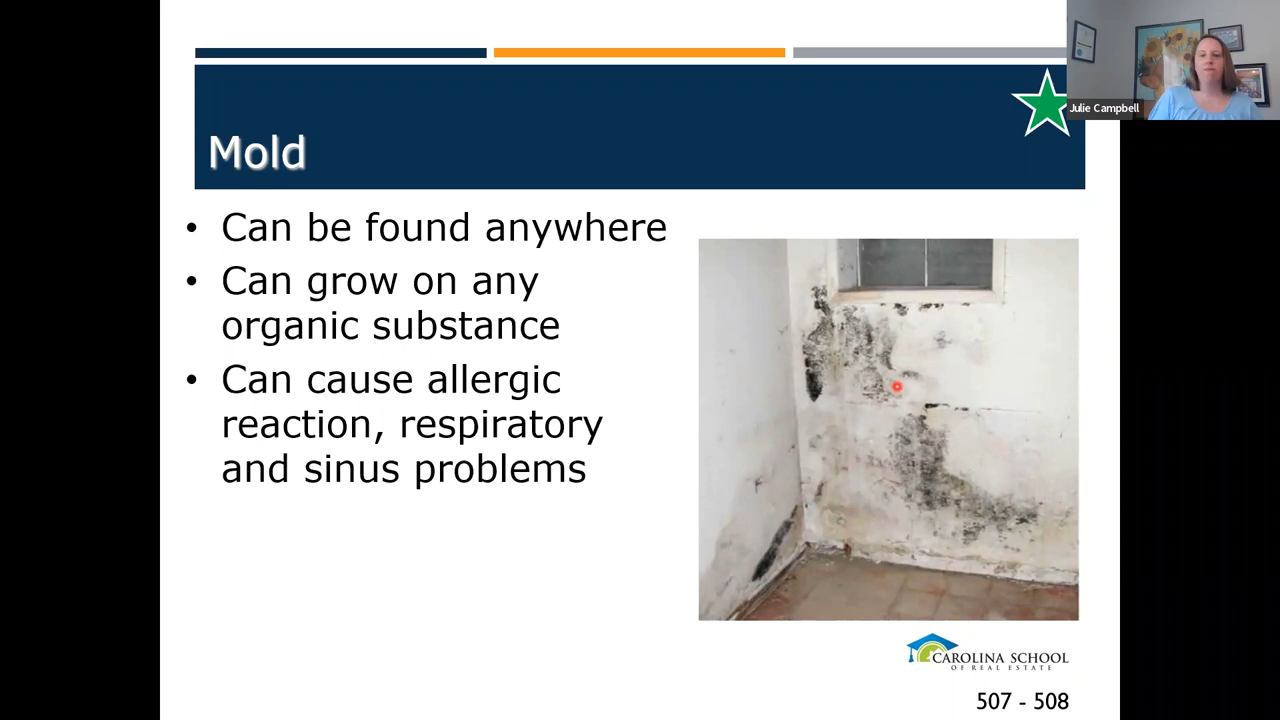 Julie Campbell
Mold
• Can be found anywhere
• Can grow on any
organic substance
• Can cause allergic
reaction, respiratory
and sinus problems
CAROLINA SCHOOL
OF REAL ESTATE
507 - 508